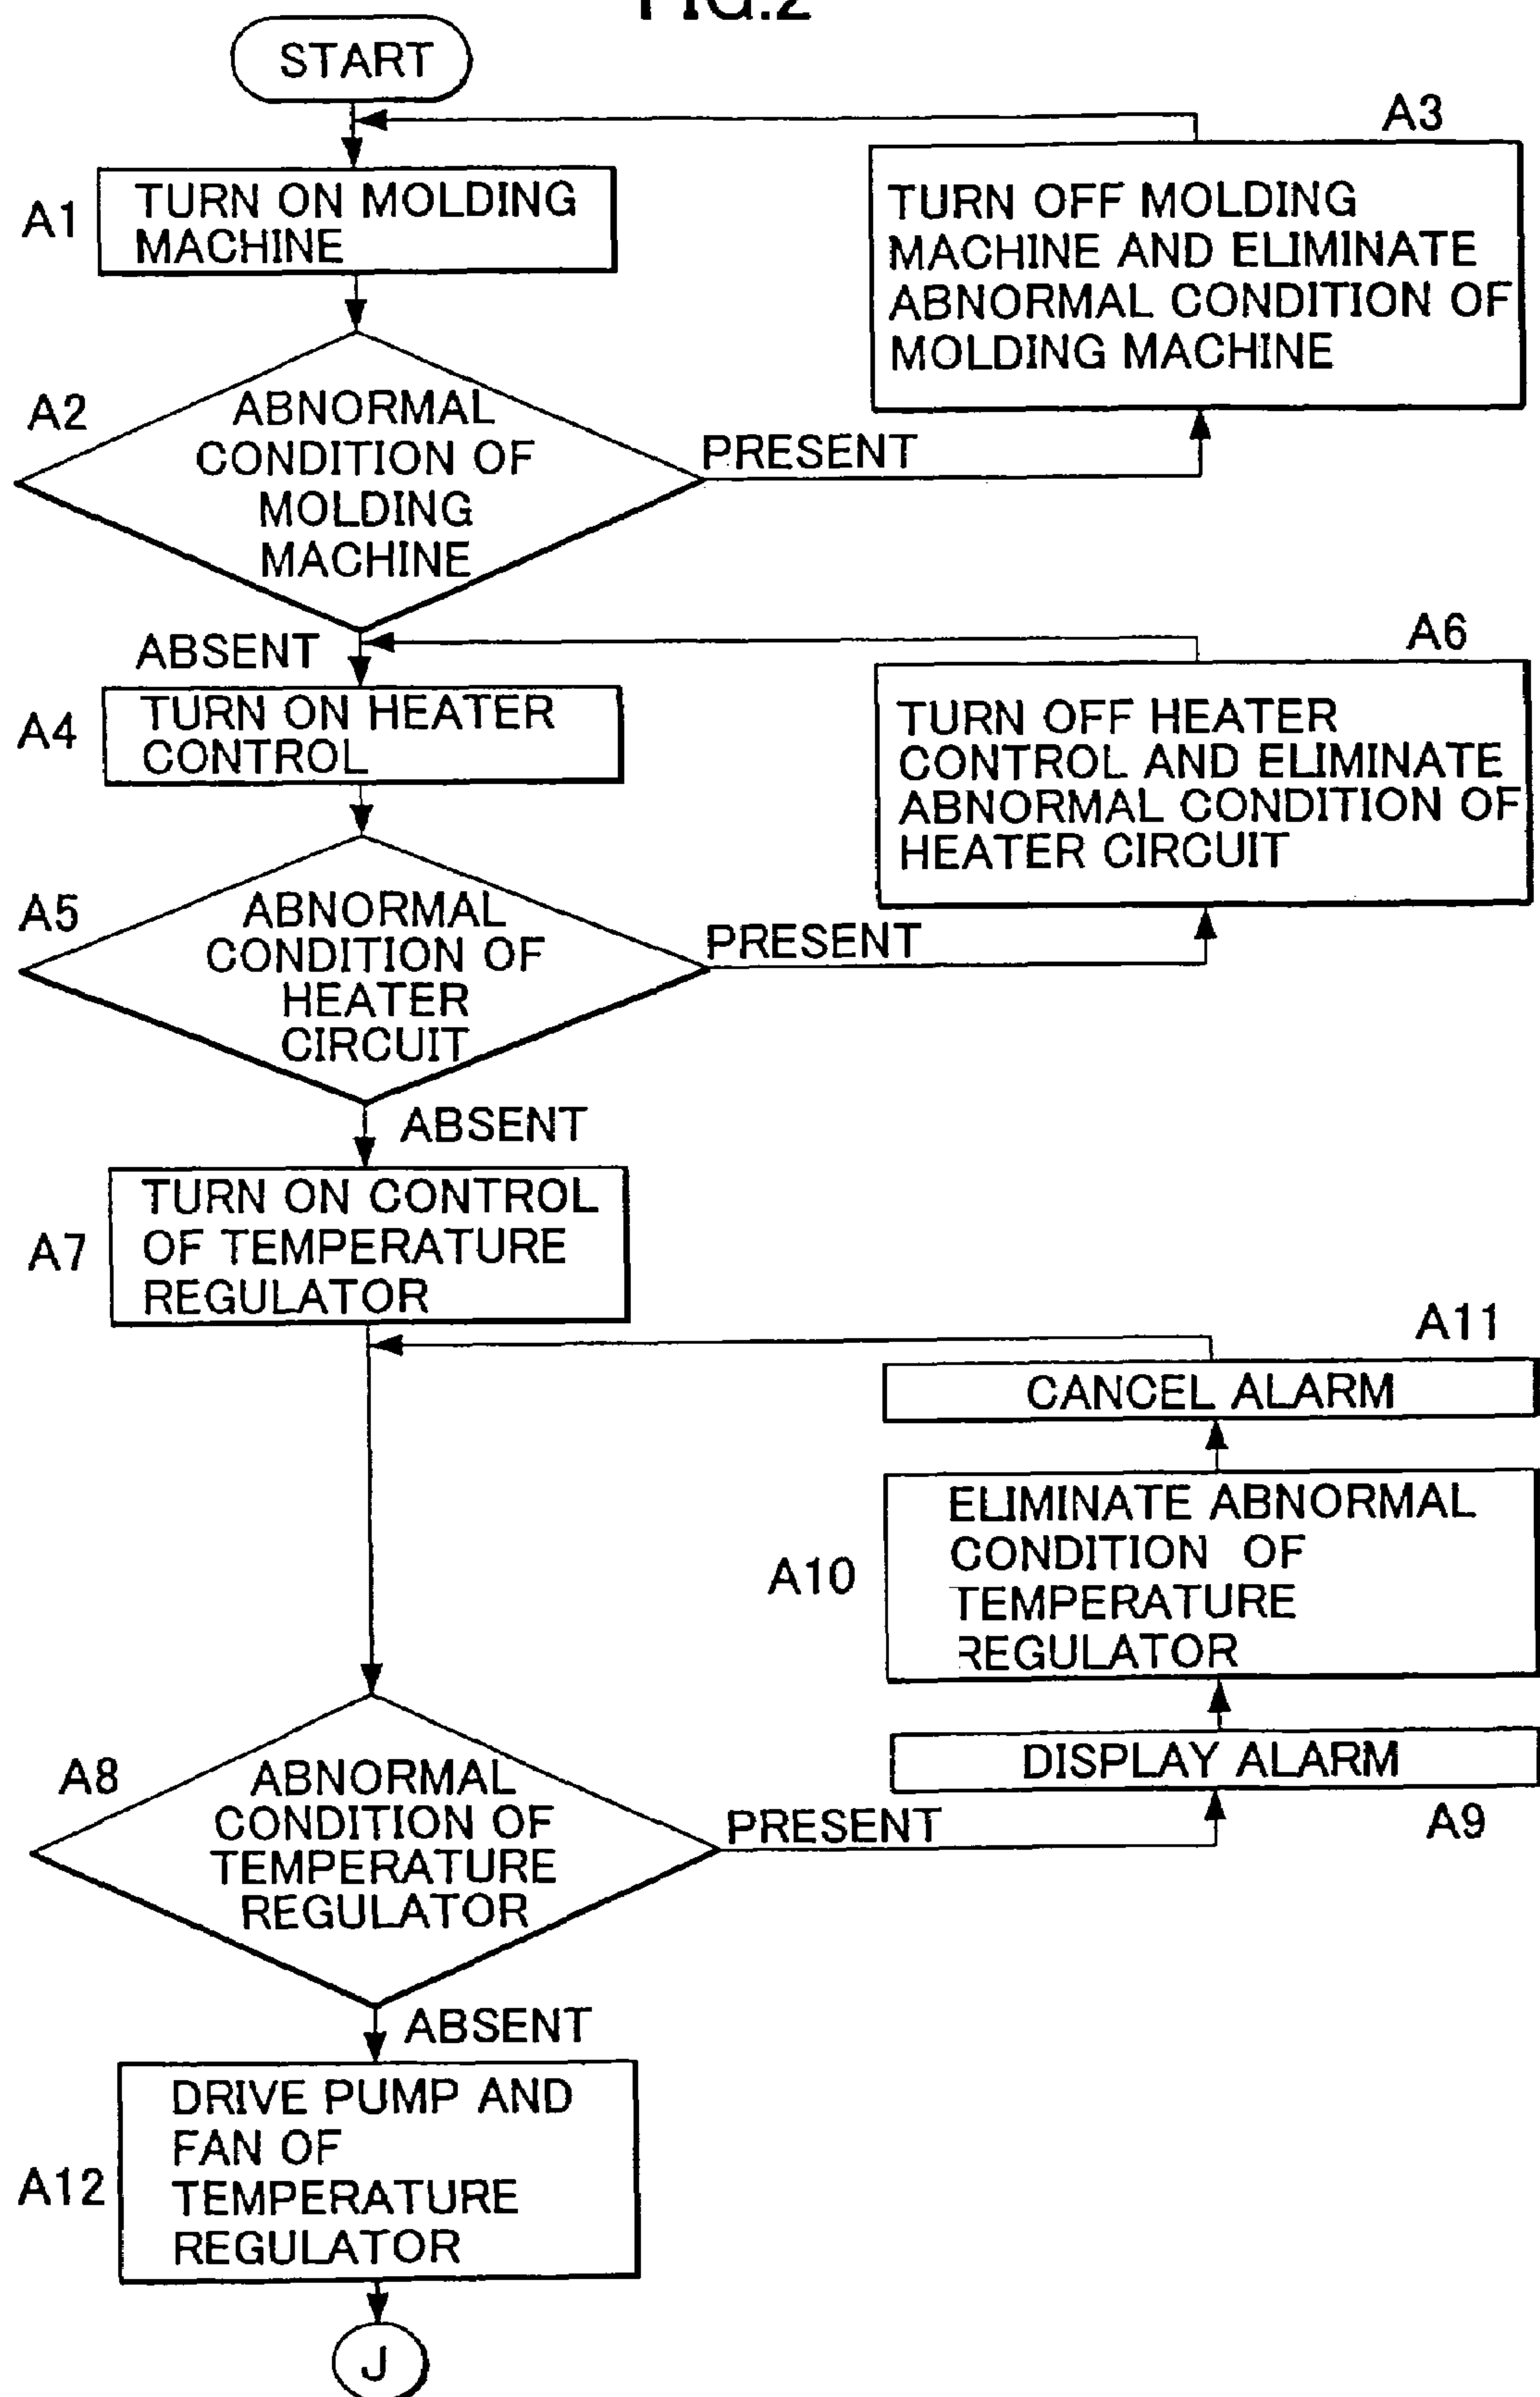 FIG.2
START
A3
A1
TURN ON MOLDING
MACHINE
TURN OFF MOLDING
MACHINE AND ELIMINATE
ABNORMAL CONDITION OF
MOLDING MACHINE
A2
ABNORMAL
CONDITION OF
MOLDING
MACHINE
PRESENT
ABSENT
A6
A4
TURN ON HEATER
CONTROL
TURN OFF HEATER
CONTROL AND ELIMINATE
ABNORMAL CONDITION OF
HEATER CIRCUIT
A5
ABNORMAL
CONDITION OF
HEATER
CIRCUIT
PRESENT
ABSENT
A7
TURN ON CONTROL
OF TEMPERATURE
REGULATOR
A11
CANCEL ALARM
A10
ELIMINATE ABNORMAL
CONDITION OF
TEMPERATURE
REGULATOR
DISPLAY ALARM
A9
A8
ABNORMAL
CONDITION OF
TEMPERATURE
REGULATOR
PRESENT
ABSENT
A12
DRIVE PUMP AND
FAN OF
TEMPERATURE
REGULATOR
J